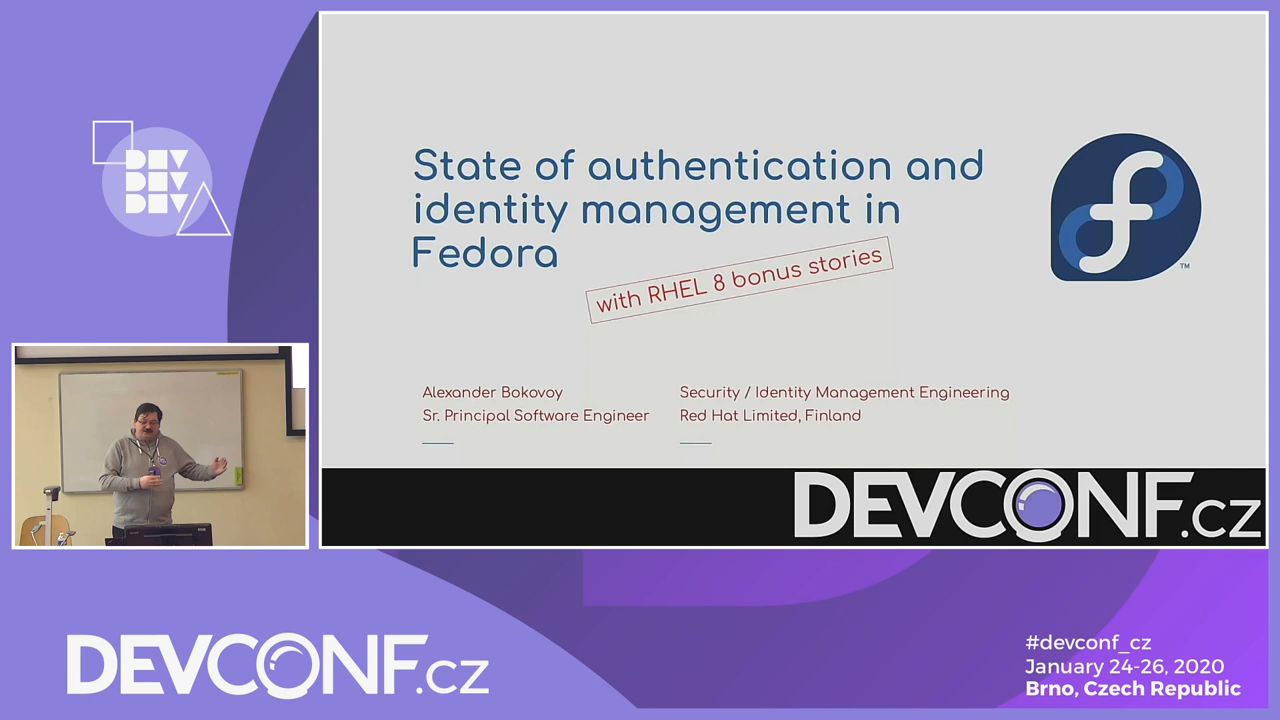 DEV
DEV
DEV
State of authentication and
identity management in
Fedora
with RHEL 8 bonus stories
TM
Alexander Bokovoy
Sr. Principal Software Engineer
Security / Identity Management Engineering
Red Hat Limited, Finland
DEVCONF.cz
DEVCONF.cz
#devconf_cz
January 24-26, 2020
Brno, Czech Republic